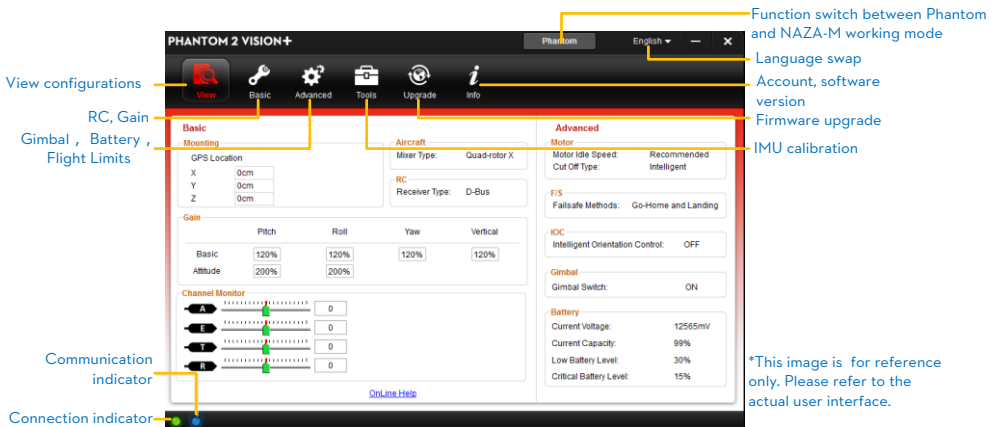 Function switch between Phantom
and NAZA-M working mode
PHANTOM 2 VISION+
Phantom
English
Language swap
View configurations
Account, software
version
View
Basic
Advanced
Tools
Upgrade
Info
RC, Gain
Firmware upgrade
Gimbal , Battery ,
Flight Limits
IMU calibration
Basic
Mounting
GPS Location
X 0cm
Y 0cm
Z 0cm
Aircraft
Mixer Type: Quad-rotor X
RC
Receiver Type: D-Bus
Gain
Pitch Roll Yaw Vertical
Basic 120% 120% 120% 120%
Attitude 200% 200%
Channel Monitor
A 0
E 0
T 0
R 0
OnLine Help
Advanced
Motor
Motor Idle Speed: Recommended
Cut Off Type: Intelligent
F/S
Failsafe Methods: Go-Home and Landing
IOC
Intelligent Orientation Control: OFF
Gimbal
Gimbal Switch: ON
Battery
Current Voltage: 12565mV
Current Capacity: 99%
Low Battery Level: 30%
Critical Battery Level: 15%
Communication
indicator
Connection indicator
*This image is for reference
only. Please refer to the
actual user interface.